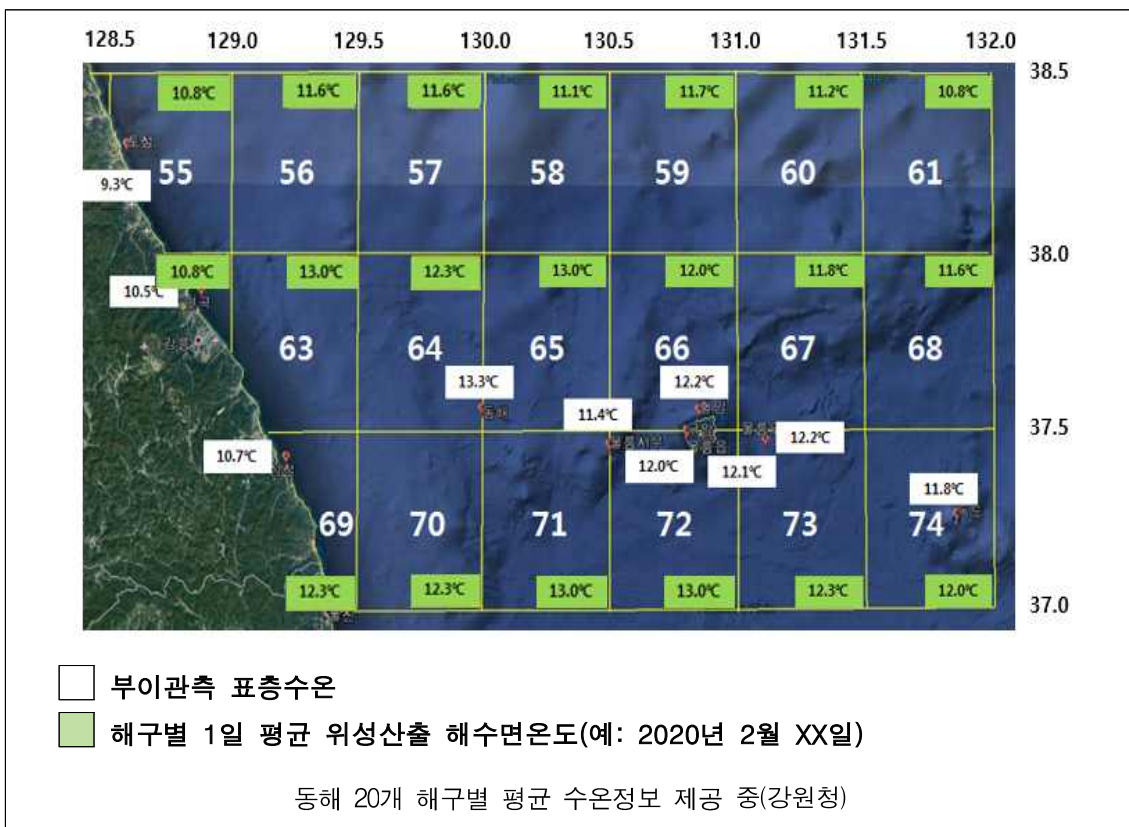 128.5 129.0 129.5 130.0 130.5 131.0 131.5 132.0
38.5
10.8℃ 11.6℃ 11.6℃ 11.1℃ 11.7℃ 11.2℃ 10.8℃
55 56 57 58 59 60 61
9.3℃
38.0
10.8℃ 13.0℃ 12.3℃ 13.0℃ 12.0℃ 11.8℃ 11.6℃
10.5℃
63 64 65 66 67 68
13.3℃ 12.2℃
동해
11.4℃
37.5
10.7℃ 12.0℃ 12.1℃ 12.2℃
11.8℃
69 70 71 72 73 74
12.3℃ 12.3℃ 13.0℃ 13.0℃ 12.3℃ 12.0℃
37.0
부이관측 표층수온
해구별 1일 평균 위성산출 해수면온도(예: 2020년 2월 XX일)
동해 20개 해구별 평균 수온정보 제공 중(강원청)